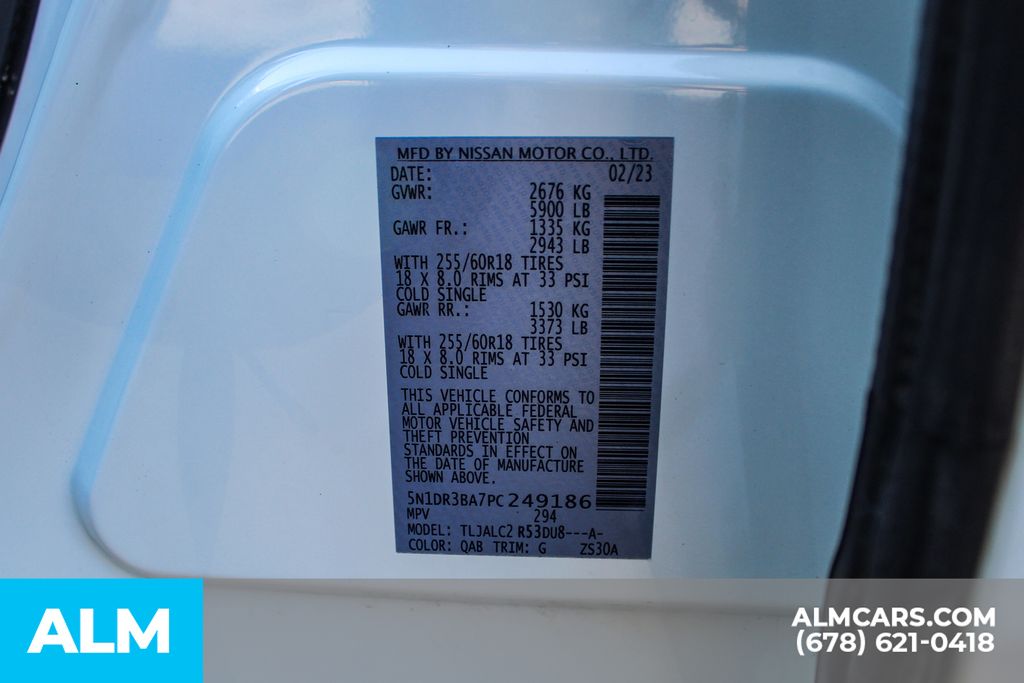 MFD BY NISSAN MOTOR CO., LTD.
DATE: 02/23
GVWR: 2676 KG
5900 LB
GAWR FR.: 1335 KG
2943 LB
WITH 255/60R18 TIRES
18 X 8.0 RIMS AT 33 PSI
COLD SINGLE
GAWR RR.: 1530 KG
3373 LB
WITH 255/60R18 TIRES
18 X 8.0 RIMS AT 33 PSI
COLD SINGLE
THIS VEHICLE CONFORMS TO
ALL APPLICABLE FEDERAL
MOTOR VEHICLE SAFETY AND
THEFT PREVENTION
STANDARDS IN EFFECT ON
THE DATE OF MANUFACTURE
SHOWN ABOVE.
5N1DR3BA7PC249186
MPV 294
MODEL: TLJALC2 R53DU8---A-
COLOR: QAB TRIM: G ZS30A
ALM
ALMCARS.COM
(678) 621-0418